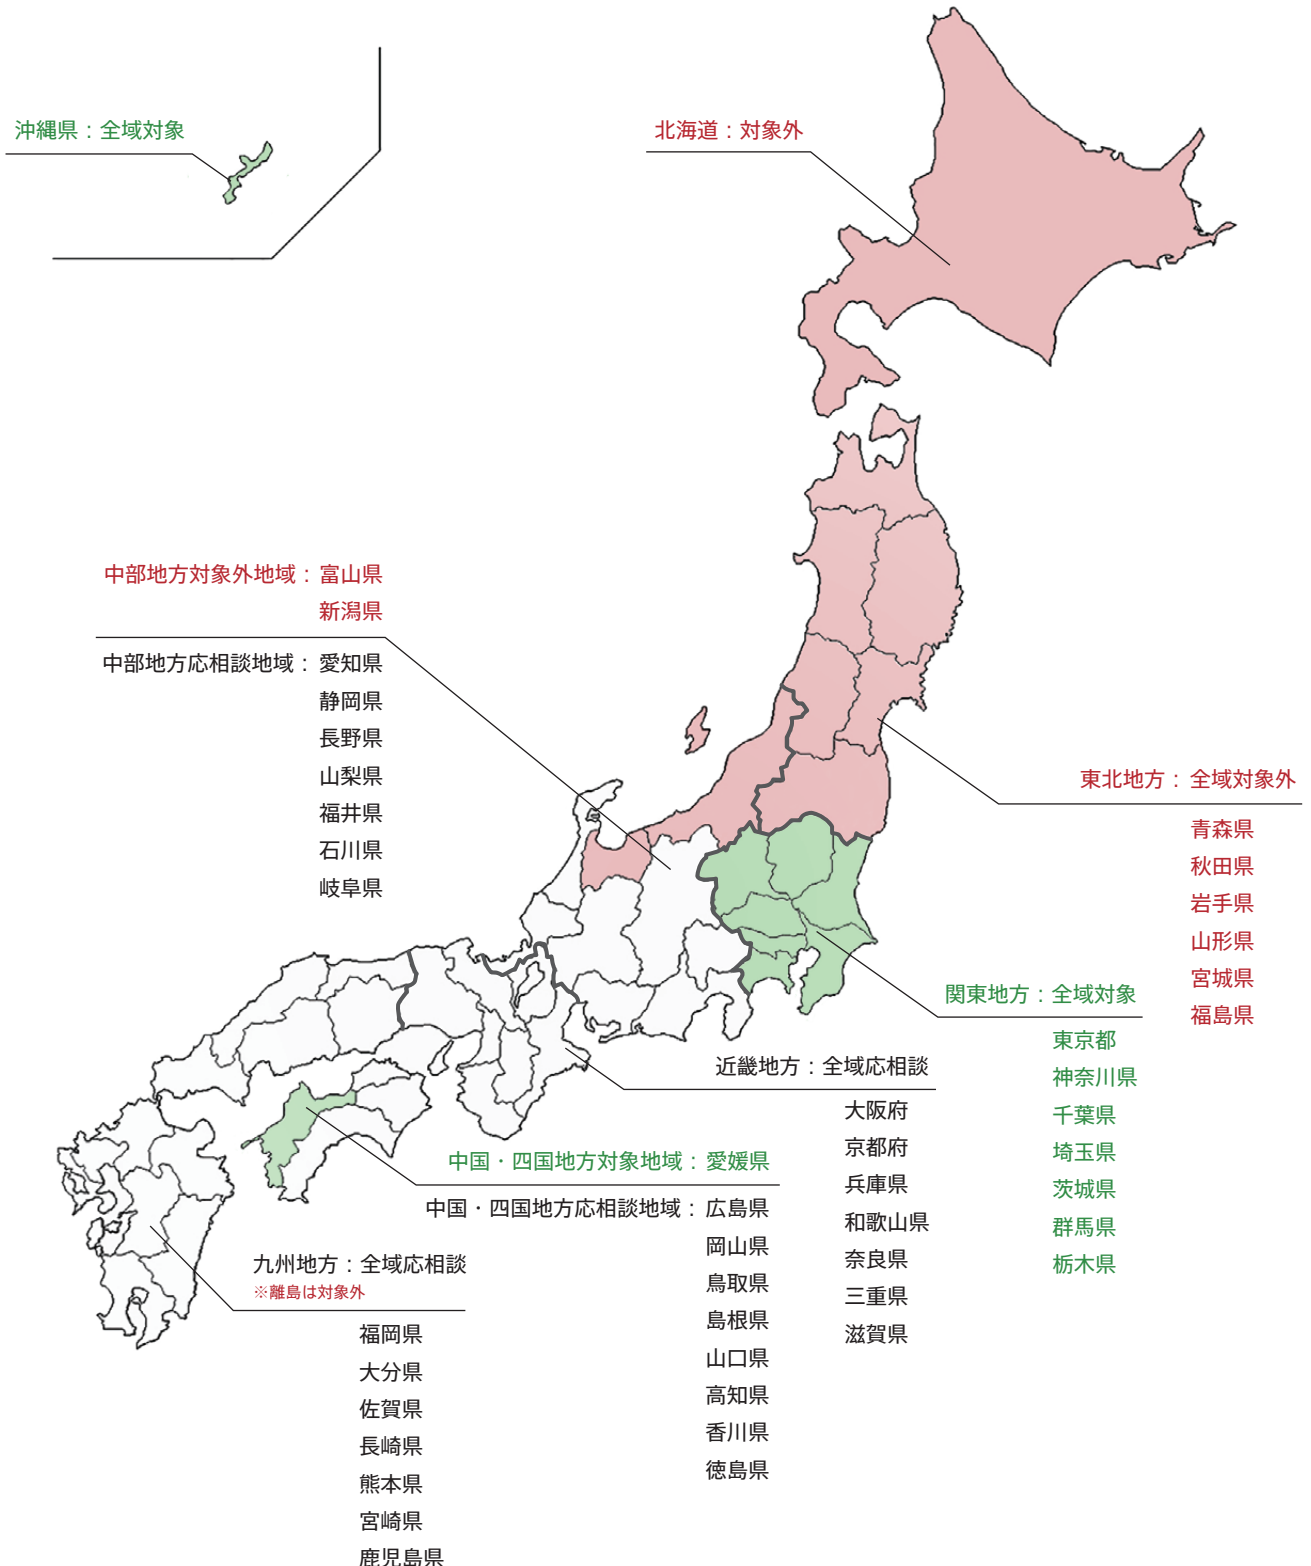 沖縄県：全域対象
北海道：対象外
中部地方対象外地域：富山県
新潟県
中部地方応相談地域：愛知県
静岡県
長野県
山梨県
福井県
石川県
岐阜県
東北地方：全域対象外
青森県
秋田県
岩手県
山形県
宮城県
福島県
関東地方：全域対象
東京都
神奈川県
千葉県
埼玉県
茨城県
群馬県
栃木県
近畿地方：全域応相談
大阪府
京都府
兵庫県
和歌山県
奈良県
三重県
滋賀県
中国・四国地方対象地域：愛媛県
中国・四国地方応相談地域：広島県
岡山県
鳥取県
島根県
山口県
高知県
香川県
徳島県
九州地方：全域応相談
※離島は対象外
福岡県
大分県
佐賀県
長崎県
熊本県
宮崎県
鹿児島県